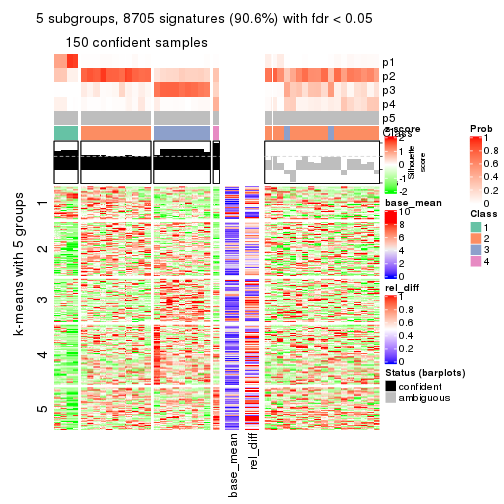 5 subgroups, 8705 signatures (90.6%) with fdr < 0.05
150 confident samples
p1
p2
p3
p4
p5
Class
Silhouette
score
k-means with 5 groups
1
2
3
4
5
base_mean
rel_diff
z-score
2
1
0
-1
-2
base_mean
10
8
6
4
2
0
rel_diff
1
0.8
0.6
0.4
0.2
0
Status (barplots)
confident
ambiguous
Prob
1
0.8
0.6
0.4
0.2
0
Class
1
2
3
4